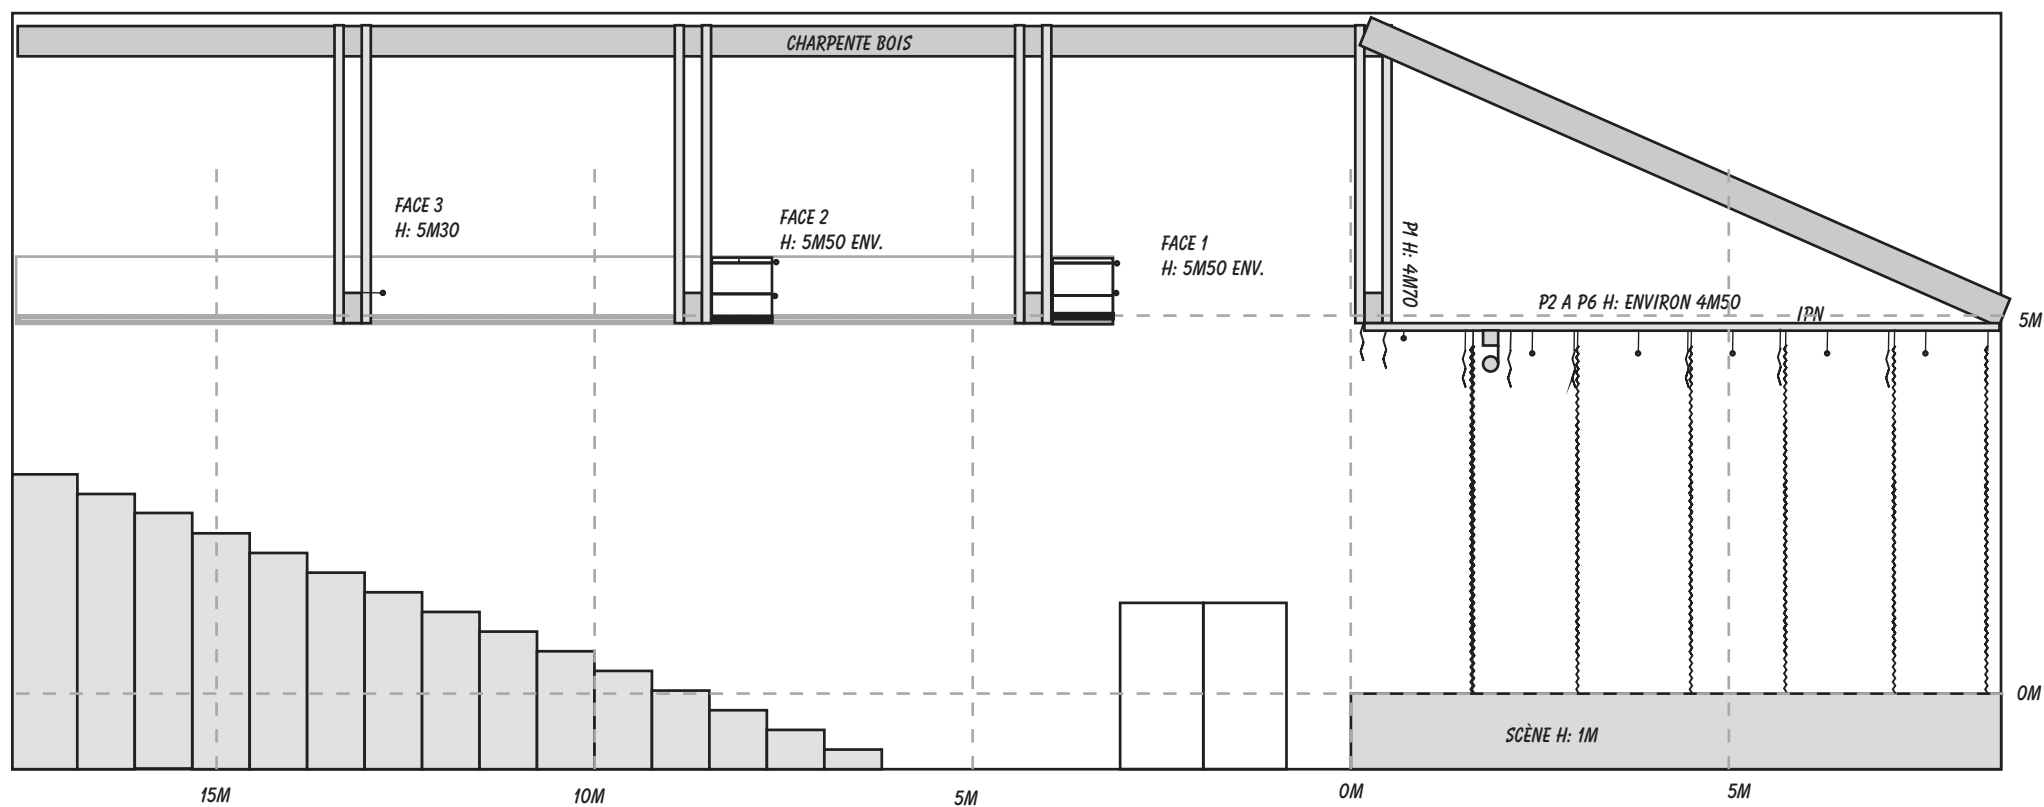 CHARPENTE BOIS
FACE 3
H: 5M30
FACE 2
H: 5M50 ENV.
FACE 1
H: 5M50 ENV.
P1 H: 4M70
P2 A P6 H: ENVIRON 4M50
IPN
5M
0M
SCÈNE H: 1M
15M
10M
5M
0M
5M